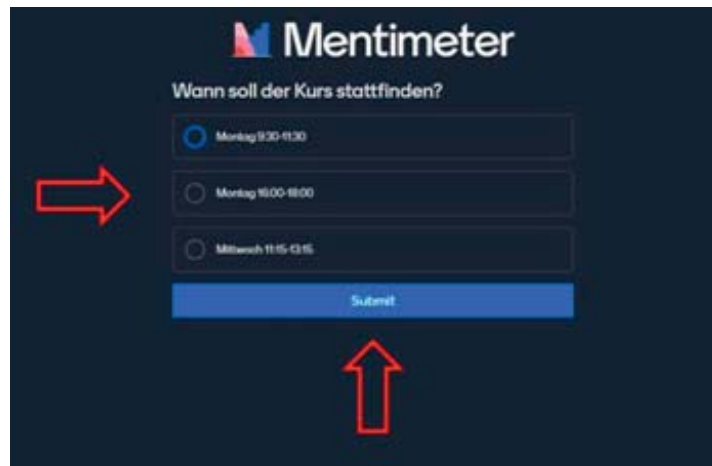 Mentimeter
Wann soll der Kurs stattfinden?
Montag 9:30-11:30
Montag 16:00-18:00
Mittwoch 11:15-13:15
Submit